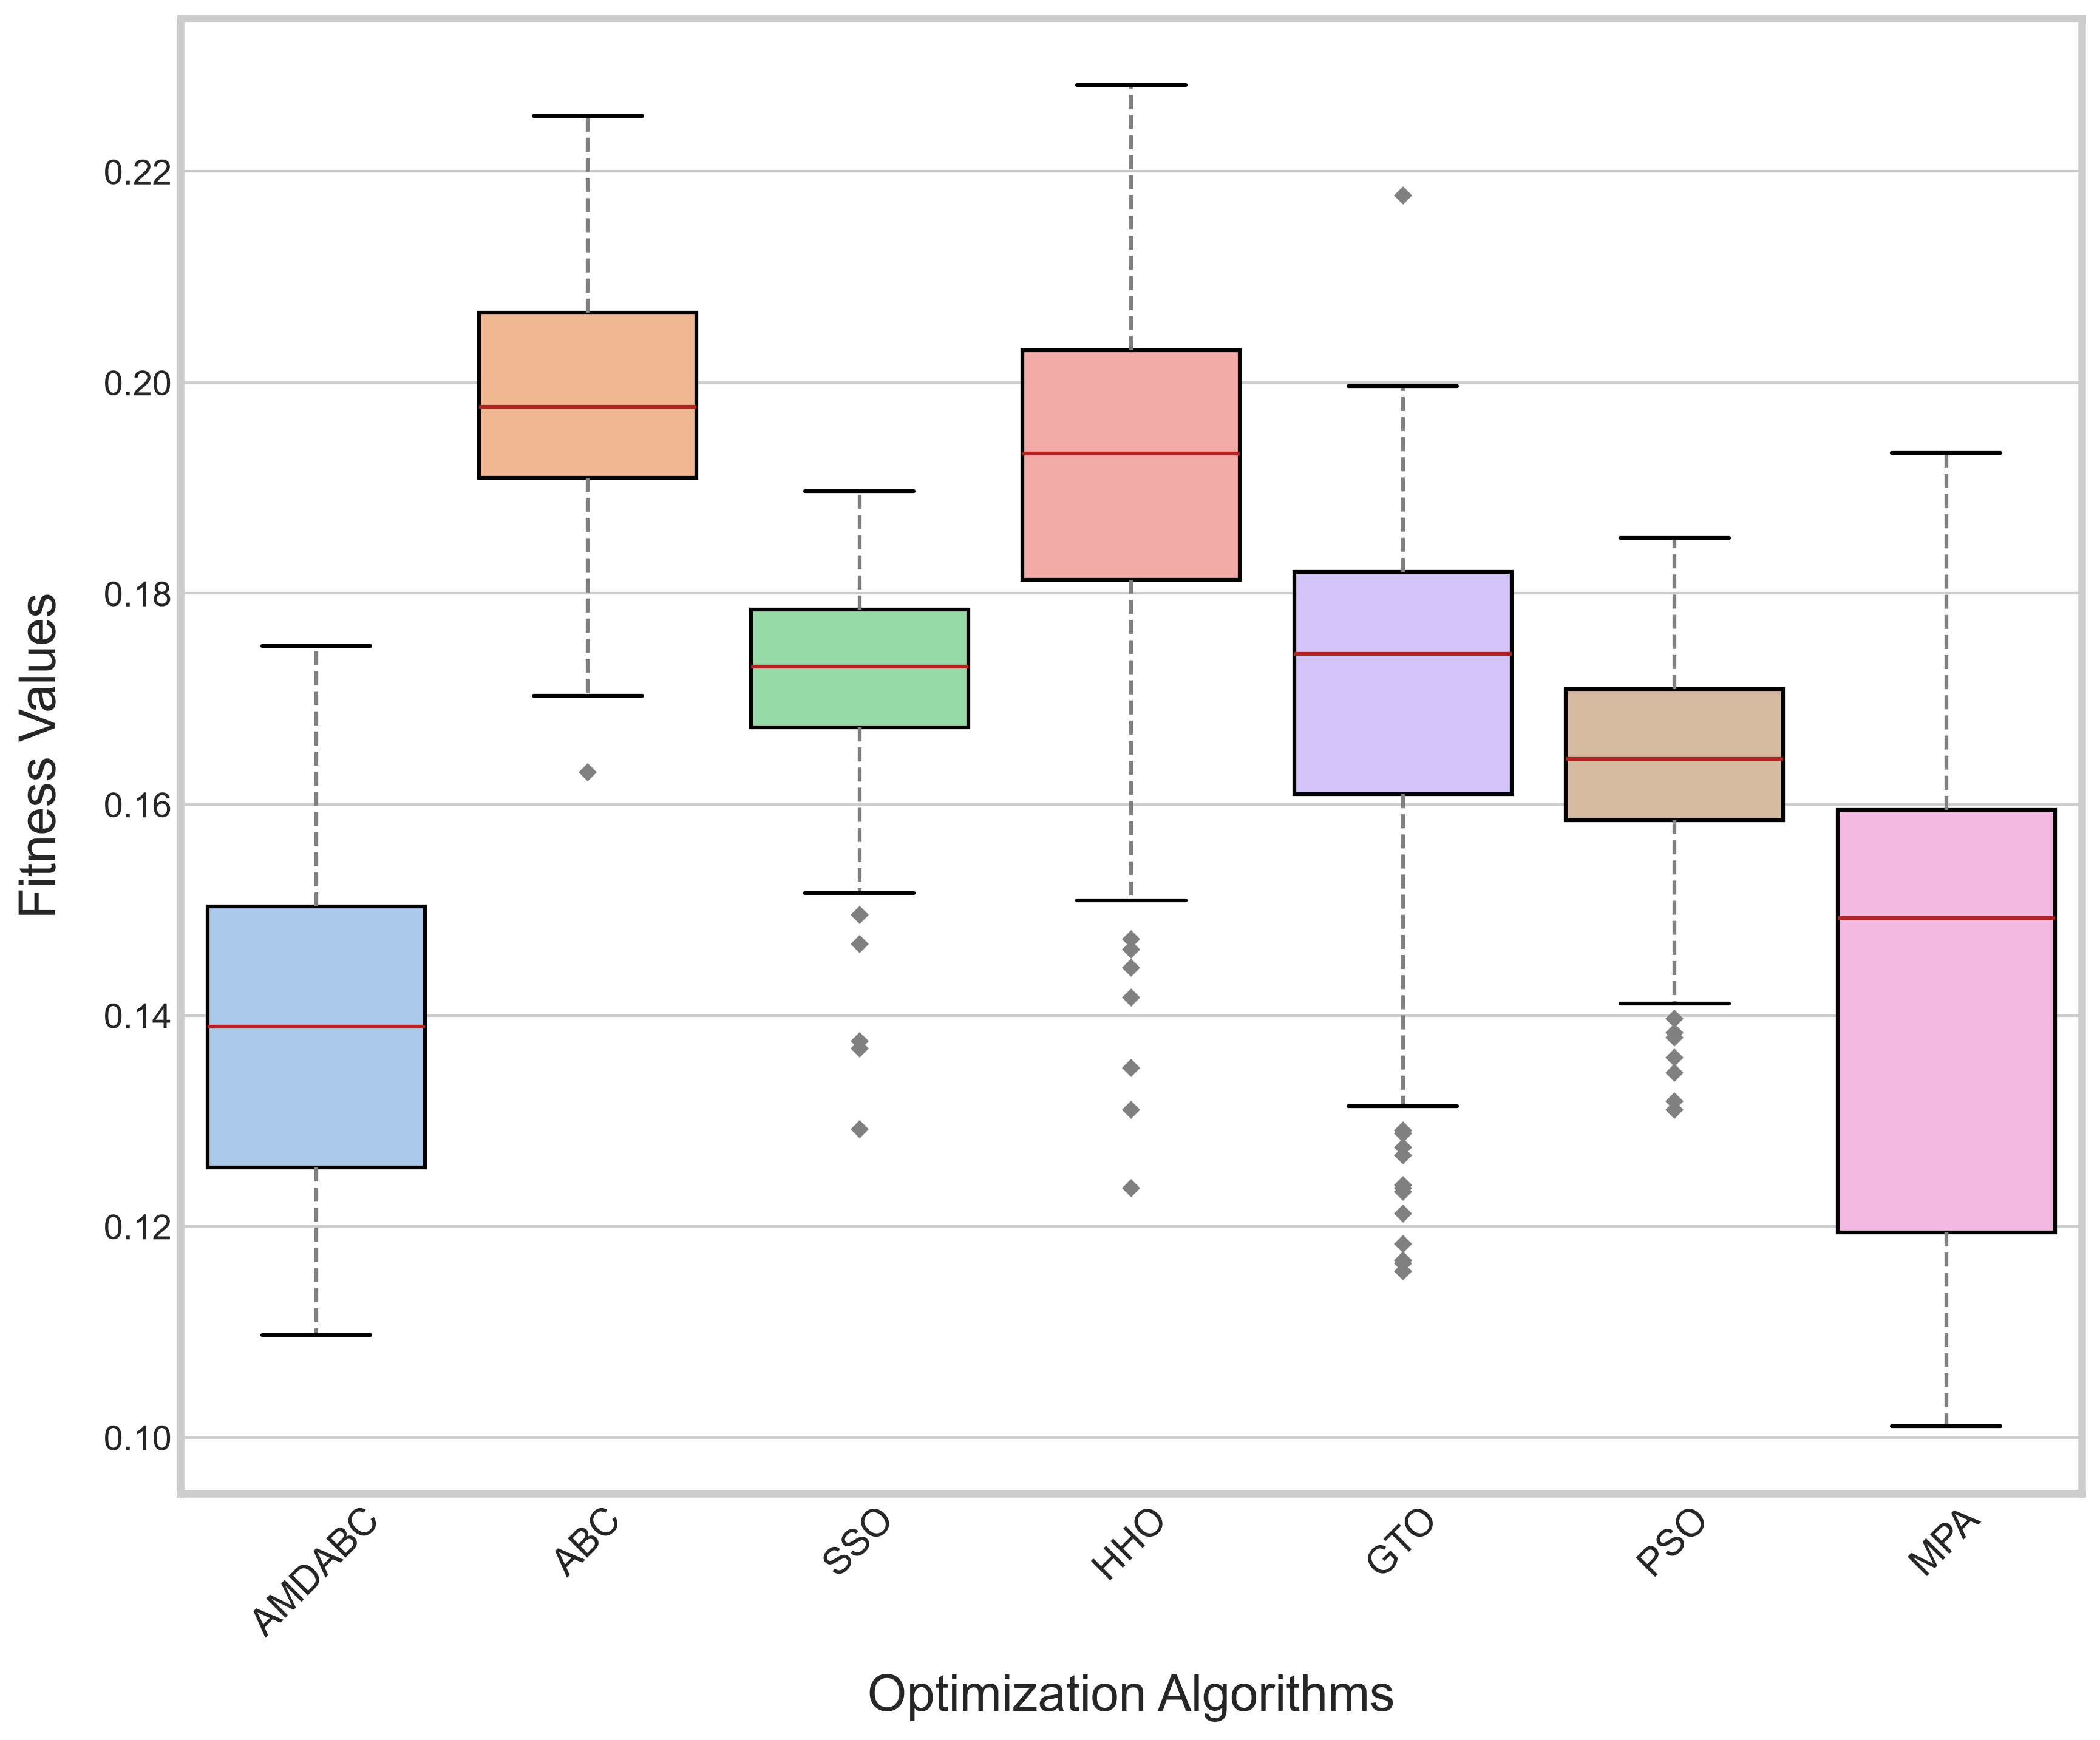 Fitness Values
0.22
0.20
0.18
0.16
0.14
0.12
0.10
AMDABC
ABC
SSO
HHO
GTO
PSO
MPA
Optimization Algorithms